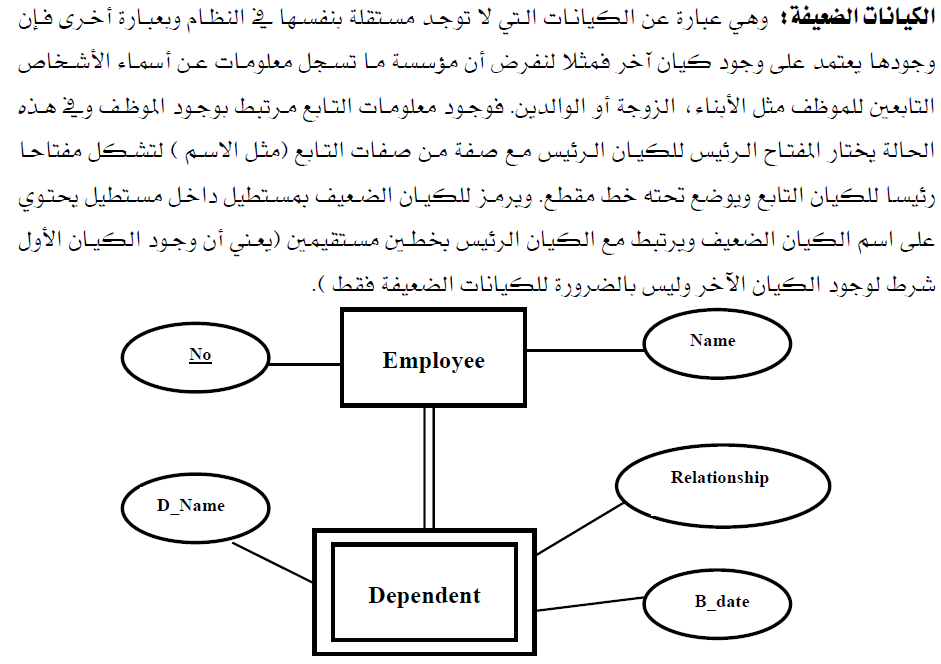 الكيانات الضعيفة: وهي عبارة عن الكيانات التي لا توجد مستقلة بنفسها في النظام وبعبارة أخرى فإن
وجودها يعتمد على وجود كيان آخر فمثلا لنفرض أن مؤسسة ما تسجل معلومات عن أسماء الأشخاص
التابعين للموظف مثل الأبناء، الزوجة أو الوالدين. فوجود معلومات التابع مرتبط بوجود الموظف وفي هذه
الحالة يختار المفتاح الرئيس للكيان الرئيس مع صفة من صفات التابع (مثل الاسم ) لتشكل مفتاحا
رئيسا للكيان التابع ويوضع تحته خط مقطع. ويرمز للكيان الضعيف بمستطيل داخل مستطيل يحتوي
على اسم الكيان الضعيف ويرتبط مع الكيان الرئيس بخطين مستقيمين (يعني أن وجود الكيان الأول
شرط لوجود الكيان الآخر وليس بالضرورة للكيانات الضعيفة فقط ).
No
Employee
Name
D_Name
Relationship
Dependent
B_date